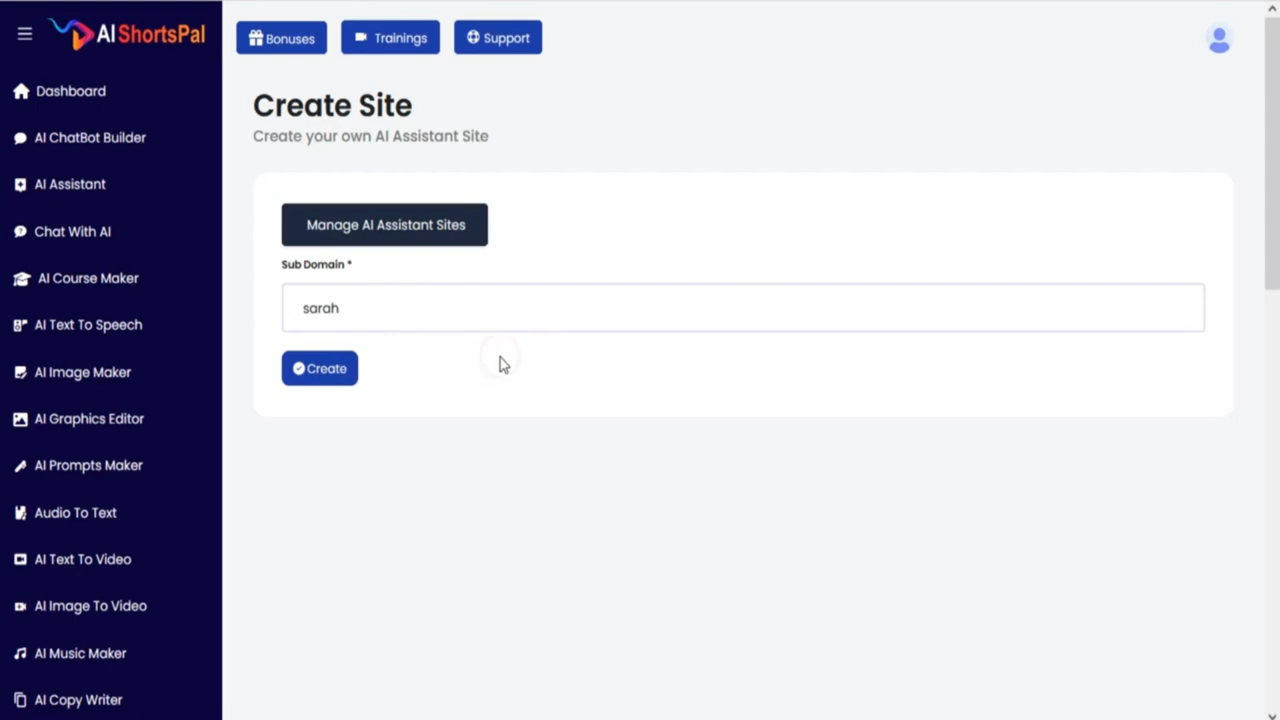 AI ShortsPal
Bonuses
Trainings
Support
Dashboard
AI ChatBot Builder
AI Assistant
Chat With AI
AI Course Maker
AI Text To Speech
AI Image Maker
AI Graphics Editor
AI Prompts Maker
Audio To Text
AI Text To Video
AI Image To Video
AI Music Maker
AI Copy Writer
Create Site
Create your own AI Assistant Site
Manage AI Assistant Sites
Sub Domain *
sarah
Create